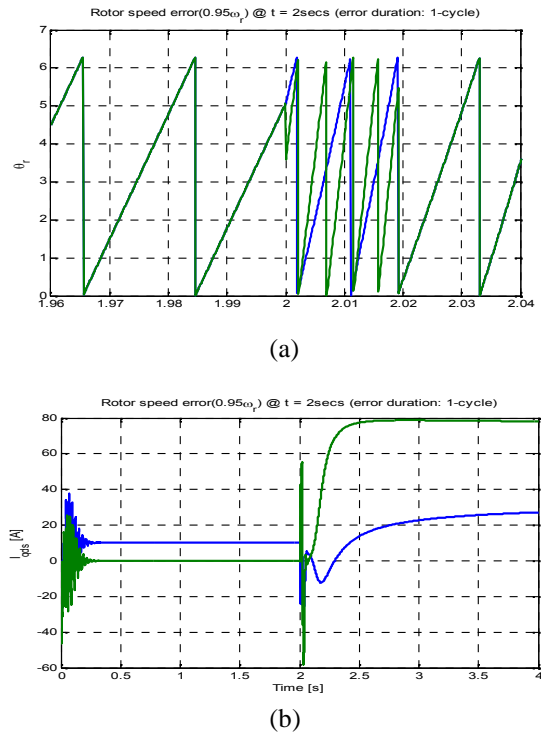 Rotor speed error(0.95ωr) @ t = 2secs (error duration: 1-cycle)
7
6
5
4
3
2
1
0
θr
1.96 1.97 1.98 1.99 2 2.01 2.02 2.03 2.04
(a)
Rotor speed error(0.95ωr) @ t = 2secs (error duration: 1-cycle)
80
60
40
20
0
-20
-40
-60
Iqds [A]
0 0.5 1 1.5 2 2.5 3 3.5 4
Time [s]
(b)